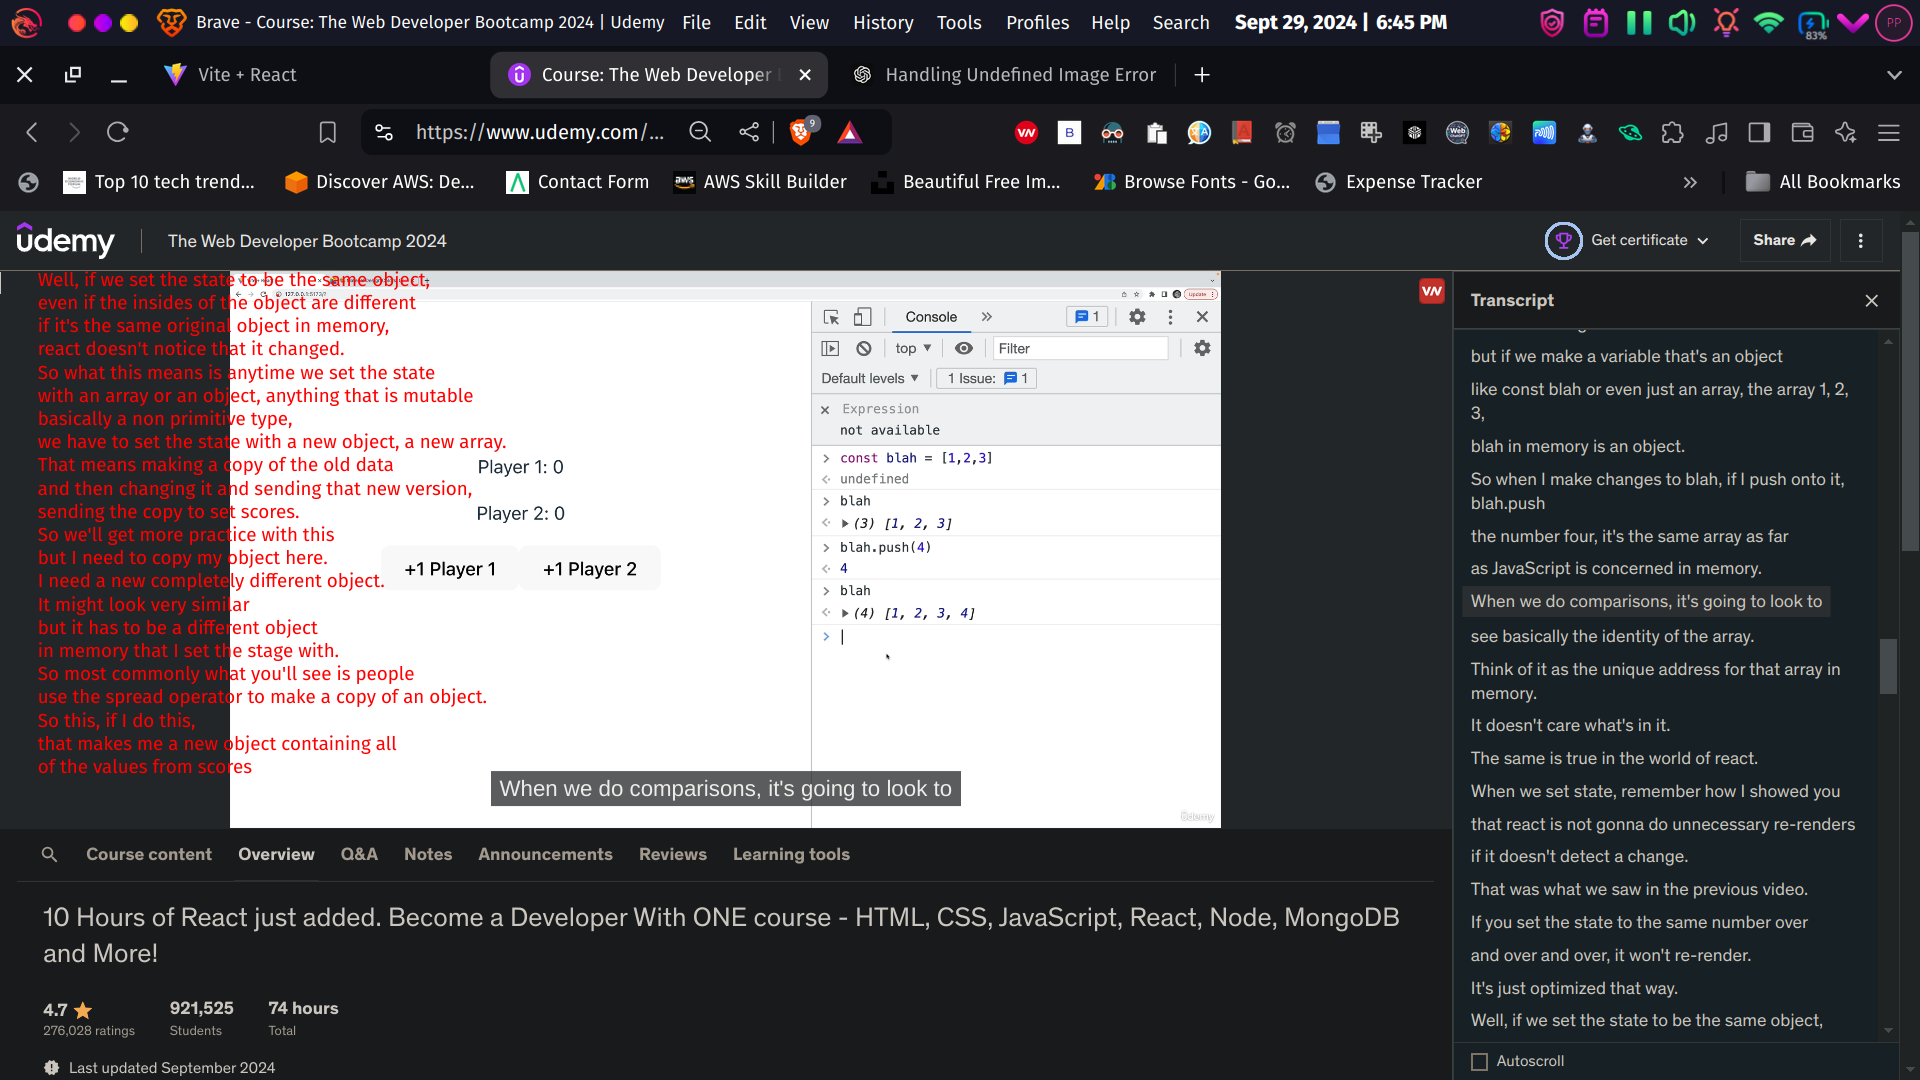 Brave - Course: The Web Developer Bootcamp 2024 | Udemy File Edit View History Tools Profiles Help Search Sept 29, 2024 | 6:45 PM 83% PP
Vite + React
Course: The Web Developer
Handling Undefined Image Error
https://www.udemy.com/... 9
Top 10 tech trend... Discover AWS: De... Contact Form AWS Skill Builder Beautiful Free Im... Browse Fonts - Go... Expense Tracker All Bookmarks
udemy The Web Developer Bootcamp 2024 Get certificate Share
Well, if we set the state to be the same object,
even if the insides of the object are different
if it's the same original object in memory,
react doesn't notice that it changed.
So what this means is anytime we set the state
with an array or an object, anything that is mutable
basically a non primitive type,
we have to set the state with a new object, a new array.
That means making a copy of the old data
and then changing it and sending that new version,
sending the copy to set scores.
So we'll get more practice with this
but I need to copy my object here.
I need a new completely different object.
It might look very similar
but it has to be a different object
in memory that I set the stage with.
So most commonly what you'll see is people
use the spread operator to make a copy of an object.
So this, if I do this,
that makes me a new object containing all
of the values from scores
Player 1: 0
Player 2: 0
+1 Player 1 +1 Player 2
Update
Console 1
top Filter
Default levels 1 Issue: 1
Expression
not available
const blah = [1,2,3]
undefined
blah
(3) [1, 2, 3]
blah.push(4)
4
blah
(4) [1, 2, 3, 4]
When we do comparisons, it's going to look to
udemy
VN
Transcript
but if we make a variable that's an object
like const blah or even just an array, the array 1, 2,
3,
blah in memory is an object.
So when I make changes to blah, if I push onto it,
blah.push
the number four, it's the same array as far
as JavaScript is concerned in memory.
When we do comparisons, it's going to look to
see basically the identity of the array.
Think of it as the unique address for that array in
memory.
It doesn't care what's in it.
The same is true in the world of react.
When we set state, remember how I showed you
that react is not gonna do unnecessary re-renders
if it doesn't detect a change.
That was what we saw in the previous video.
If you set the state to the same number over
and over and over, it won't re-render.
It's just optimized that way.
Well, if we set the state to be the same object,
Autoscroll
Course content Overview Q&A Notes Announcements Reviews Learning tools
10 Hours of React just added. Become a Developer With ONE course - HTML, CSS, JavaScript, React, Node, MongoDB
and More!
4.7 921,525 74 hours
276,028 ratings Students Total
Last updated September 2024